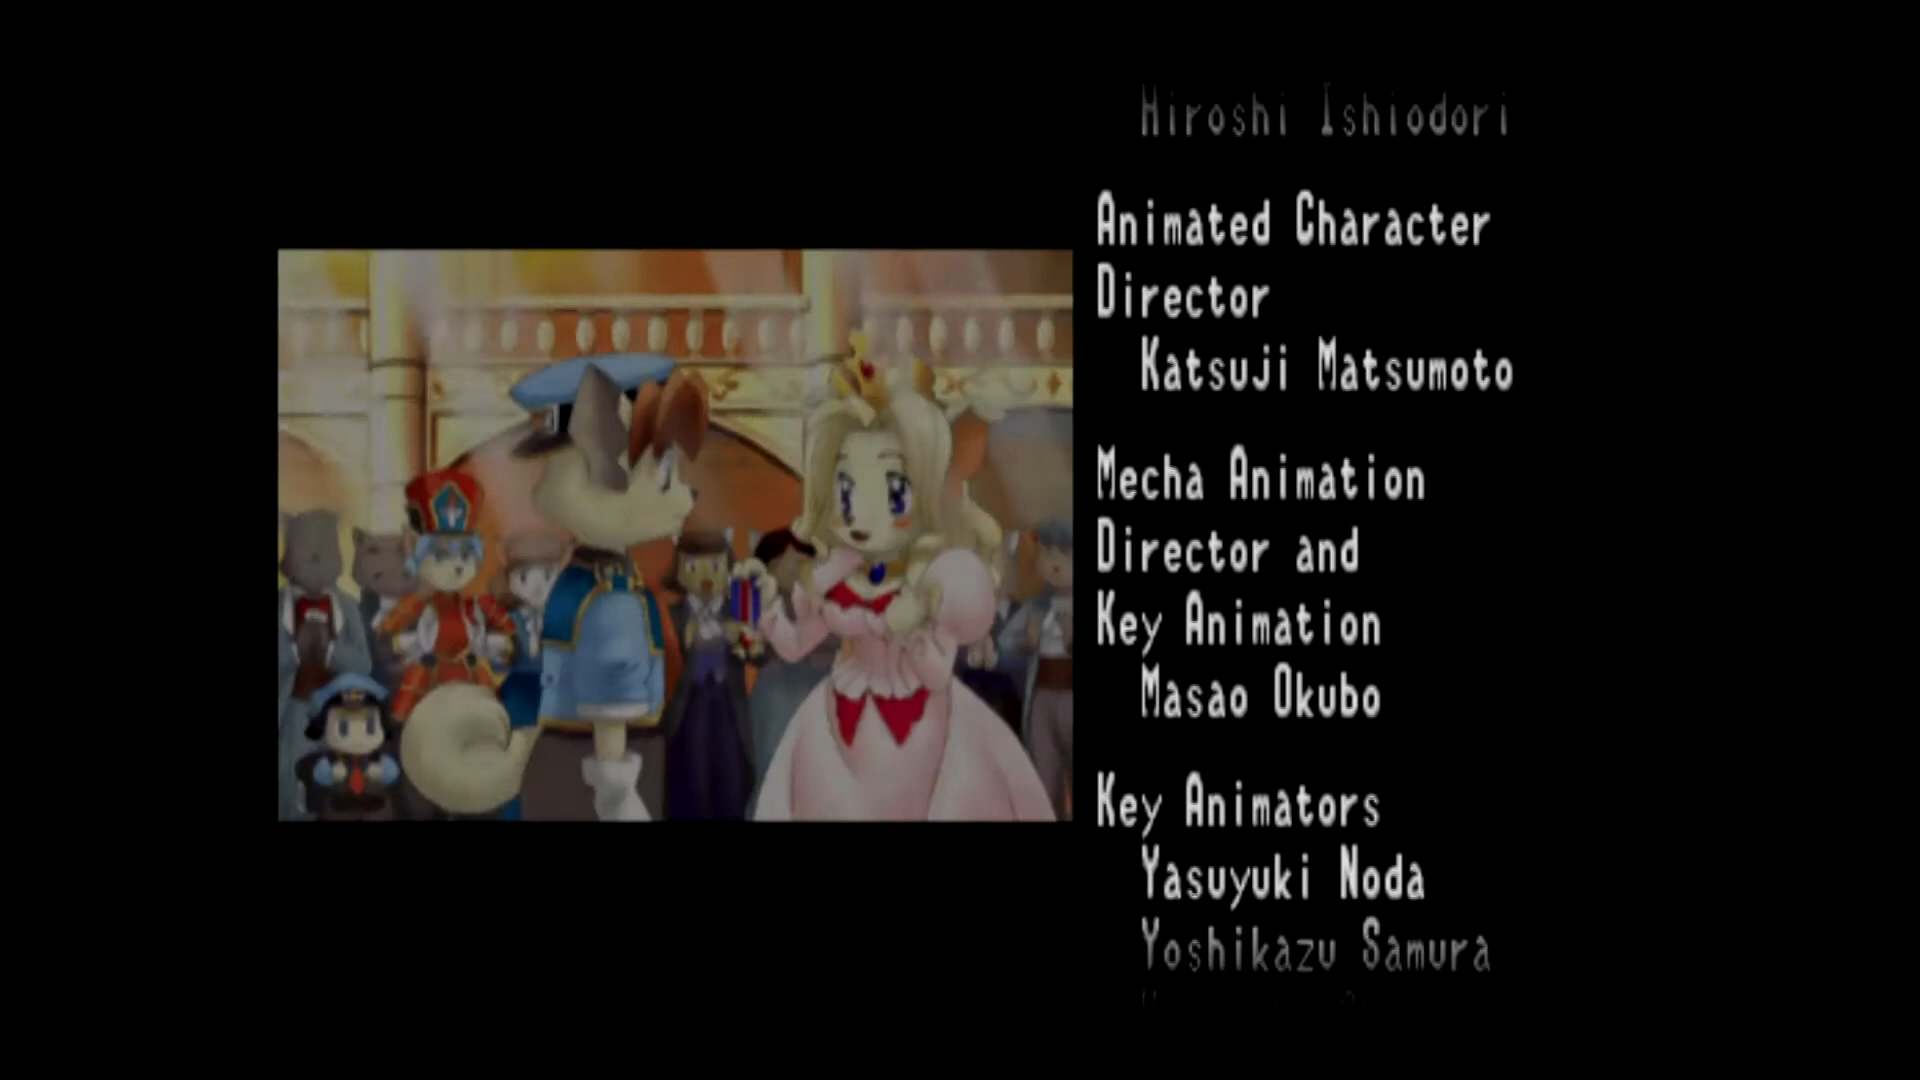 Hiroshi Ishiodori
Animated Character
Director
Katsuji Matsumoto
Mecha Animation
Director and
Key Animation
Masao Okubo
Key Animators
Yasuyuki Noda
Yoshikazu Samura